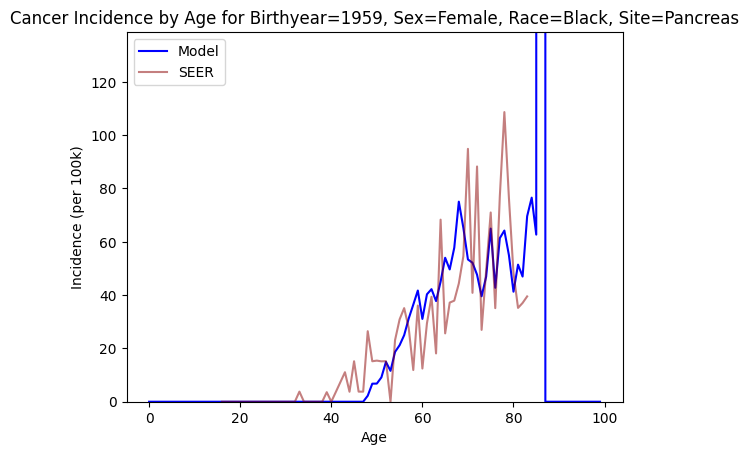 Cancer Incidence by Age for Birthyear=1959, Sex=Female, Race=Black, Site=Pancreas
Model
SEER
120
100
80
60
40
20
0
Incidence (per 100k)
0 20 40 60 80 100
Age